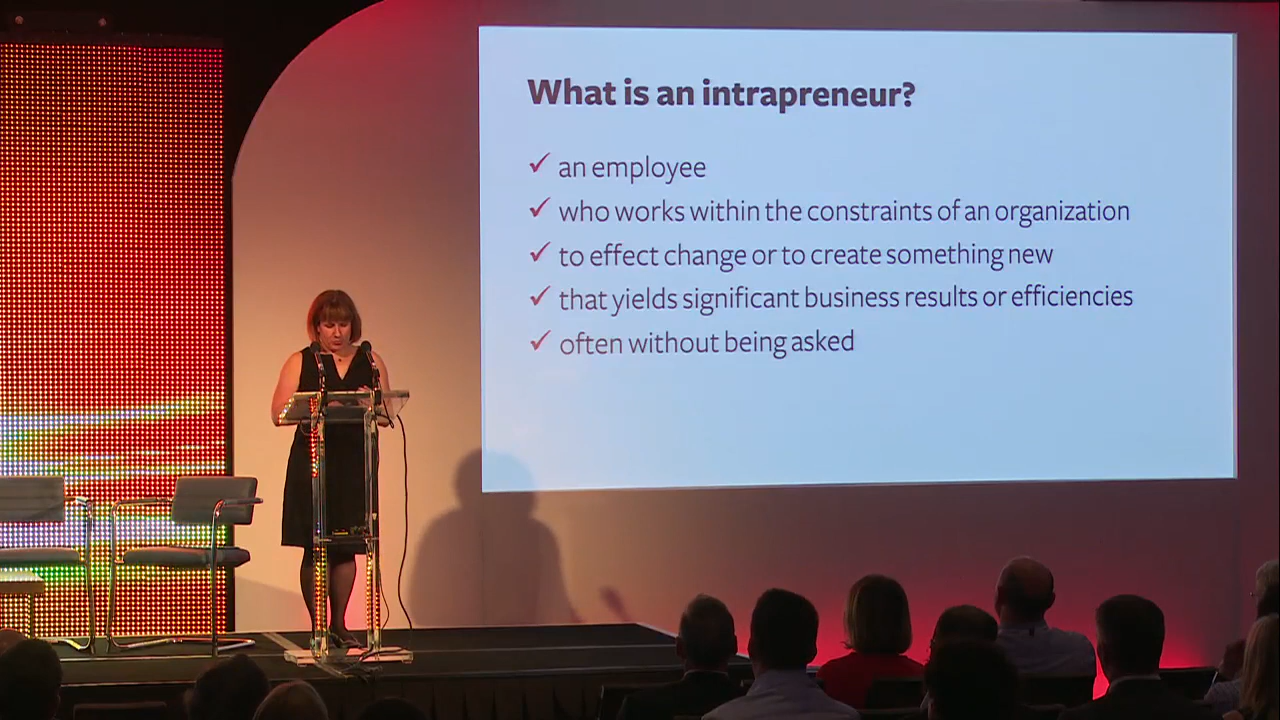 What is an intrapreneur?
✓ an employee
✓ who works within the constraints of an organization
✓ to effect change or to create something new
✓ that yields significant business results or efficiencies
✓ often without being asked